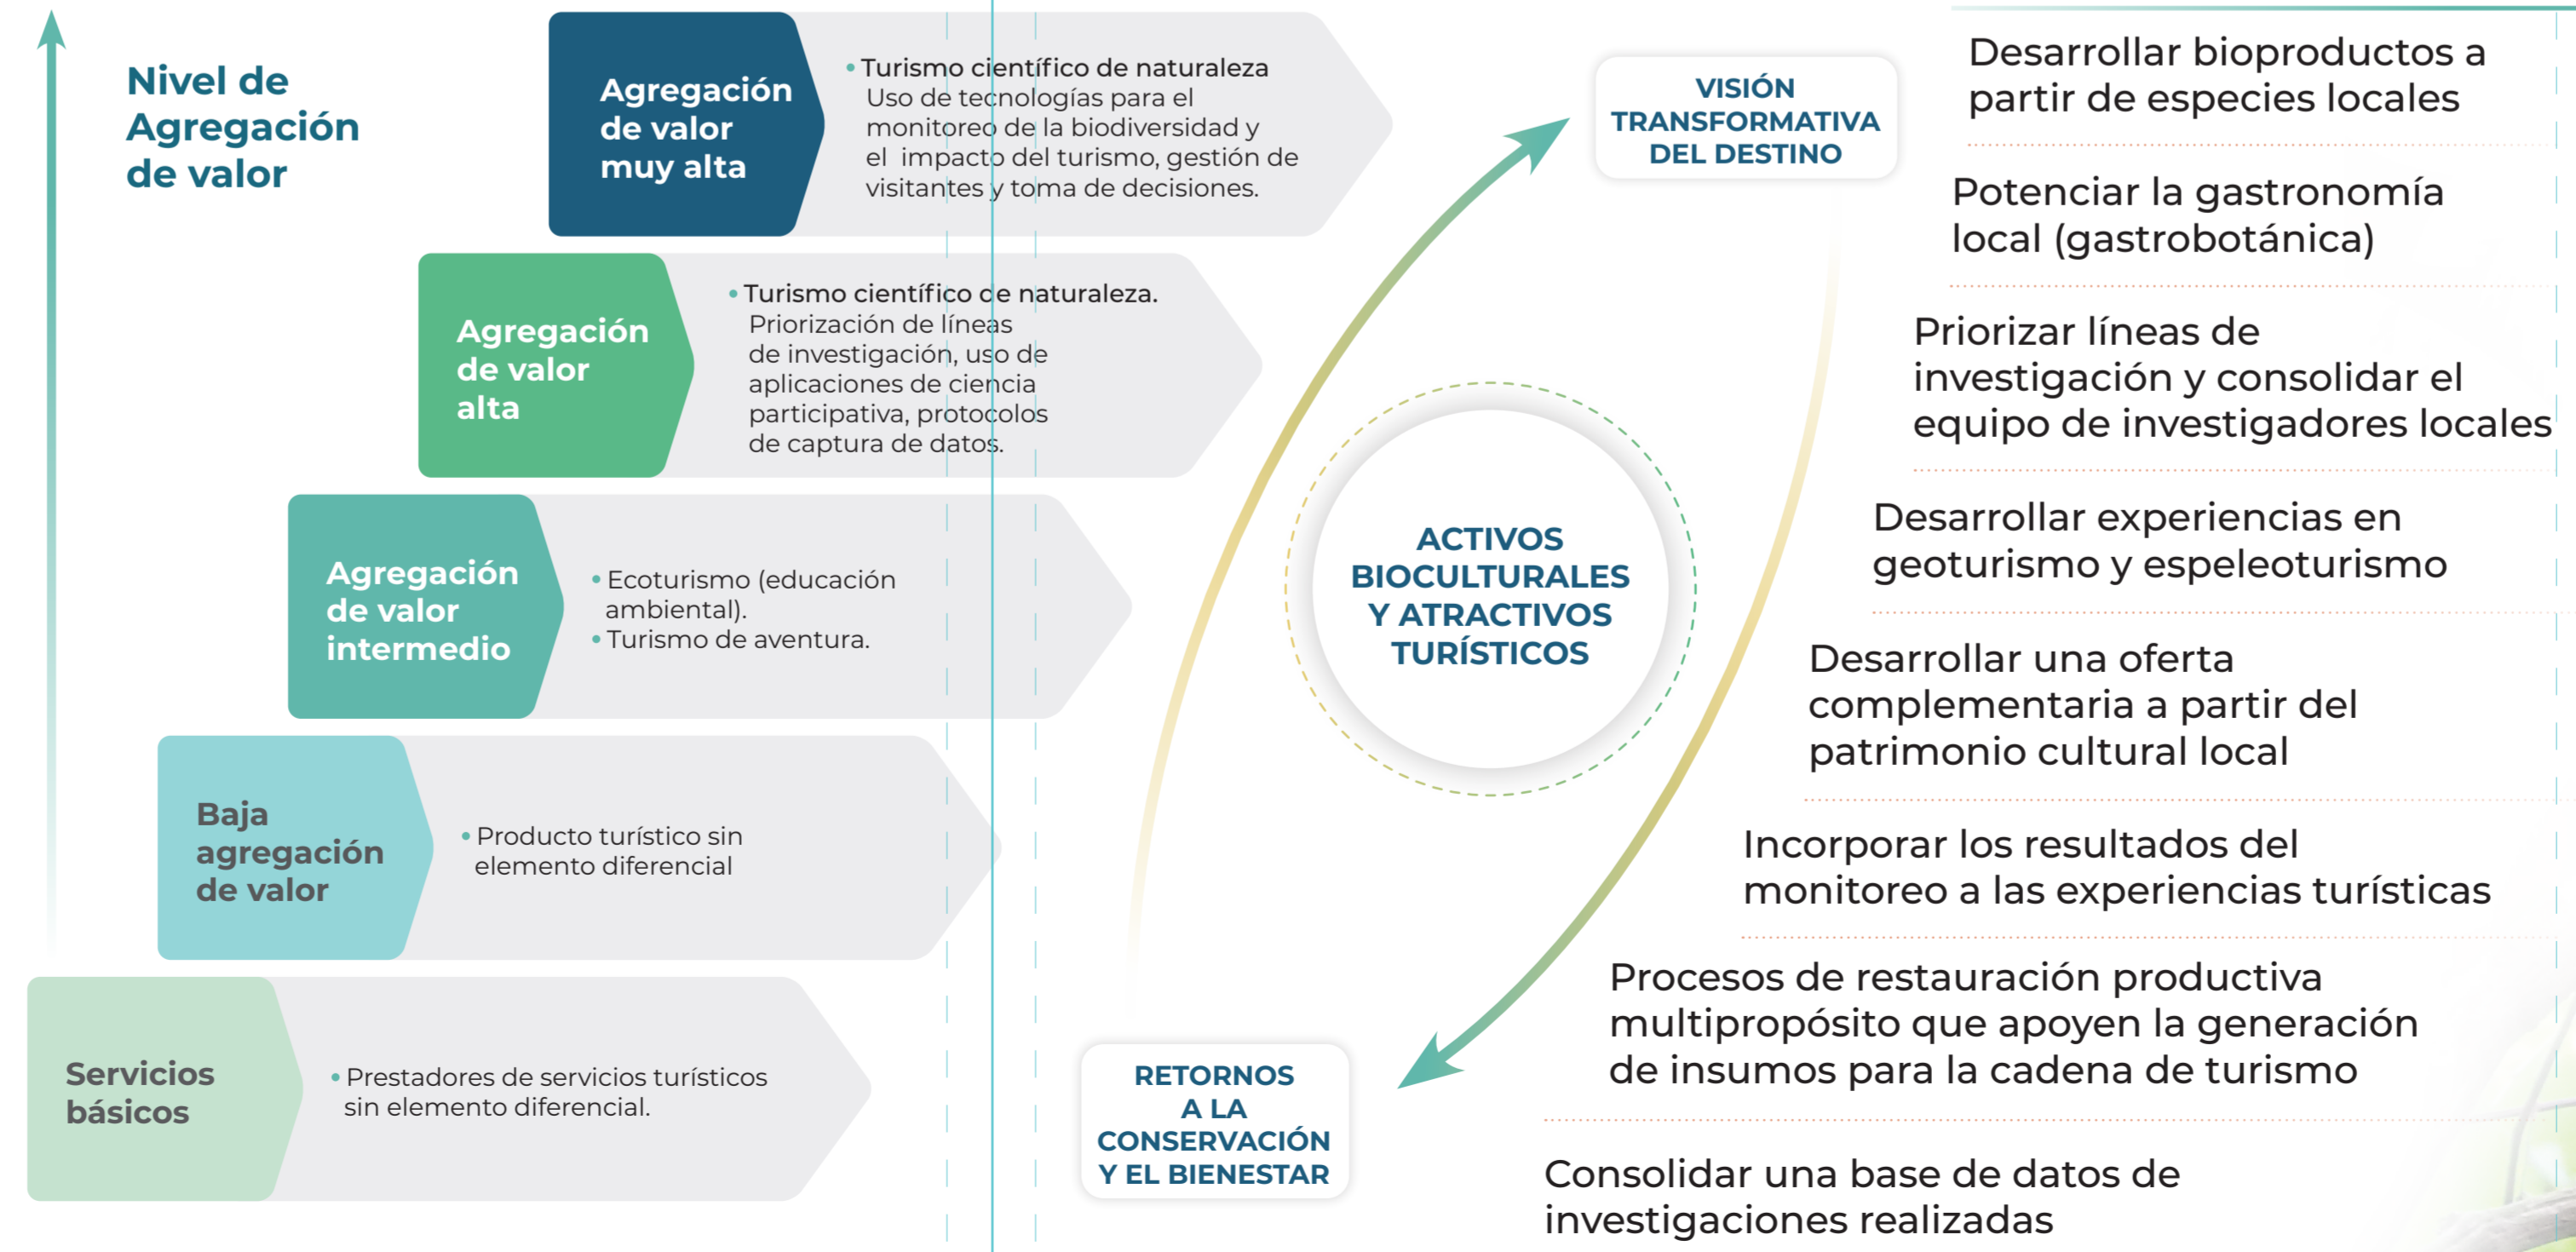 Nivel de
Agregación
de valor
Agregación
de valor
muy alta
• Turismo científico de naturaleza
Uso de tecnologías para el
monitoreo de la biodiversidad y
el impacto del turismo, gestión de
visitantes y toma de decisiones.
Agregación
de valor
alta
• Turismo científico de naturaleza.
Priorización de líneas
de investigación, uso de
aplicaciones de ciencia
participativa, protocolos
de captura de datos.
Agregación
de valor
intermedio
• Ecoturismo (educación
ambiental).
• Turismo de aventura.
Baja
agregación
de valor
• Producto turístico sin
elemento diferencial
Servicios
básicos
• Prestadores de servicios turísticos
sin elemento diferencial.
VISIÓN
TRANSFORMATIVA
DEL DESTINO
ACTIVOS
BIOCULTURALES
Y ATRACTIVOS
TURÍSTICOS
RETORNOS
A LA
CONSERVACIÓN
Y EL BIENESTAR
Desarrollar bioproductos a
partir de especies locales
Potenciar la gastronomía
local (gastrobotánica)
Priorizar líneas de
investigación y consolidar el
equipo de investigadores locales
Desarrollar experiencias en
geoturismo y espeleoturismo
Desarrollar una oferta
complementaria a partir del
patrimonio cultural local
Incorporar los resultados del
monitoreo a las experiencias turísticas
Procesos de restauración productiva
multipropósito que apoyen la generación
de insumos para la cadena de turismo
Consolidar una base de datos de
investigaciones realizadas